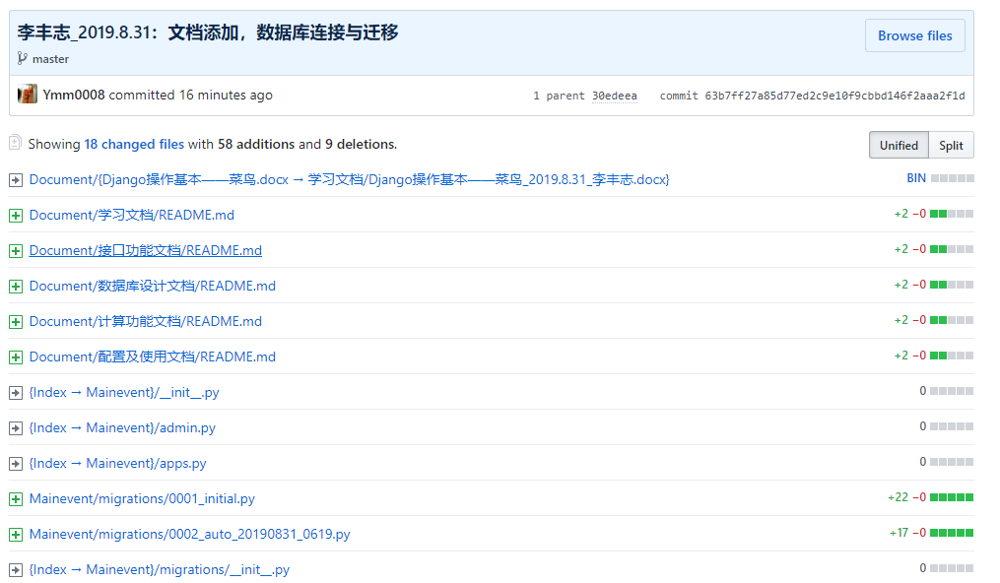 李丰志_2019.8.31：文档添加，数据库连接与迁移
Browse files
master
Ymm0008 committed 16 minutes ago
1 parent 30edeea commit 63b7ff27a85d77ed2c9e10f9cbbd146f2aaa2f1d
Showing 18 changed files with 58 additions and 9 deletions.
Unified Split
Document/{Django操作基本——菜鸟.docx → 学习文档/Django操作基本——菜鸟_2019.8.31_李丰志.docx} BIN
Document/学习文档/README.md +2 −0
Document/接口功能文档/README.md +2 −0
Document/数据库设计文档/README.md +2 −0
Document/计算功能文档/README.md +2 −0
Document/配置及使用文档/README.md +2 −0
{Index → Mainevent}/__init__.py 0
{Index → Mainevent}/admin.py 0
{Index → Mainevent}/apps.py 0
Mainevent/migrations/0001_initial.py +22 −0
Mainevent/migrations/0002_auto_20190831_0619.py +17 −0
{Index → Mainevent}/migrations/__init__.py 0